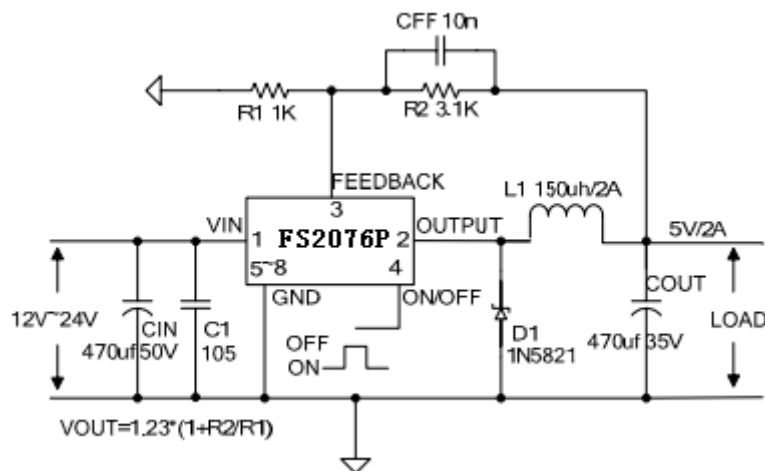 CFF 10n
R1 1K
R2 3.1K
FEEDBACK
L1 150uh/2A
VIN
3
OUTPUT
1 FS2076P 2
5V/2A
5~8
4
GND
ON/OFF
COUT
12V~24V
CIN
470uf 50V
C1
105
OFF
ON
D1
1N5821
470uf 35V
LOAD
VOUT=1.23*(1+R2/R1)